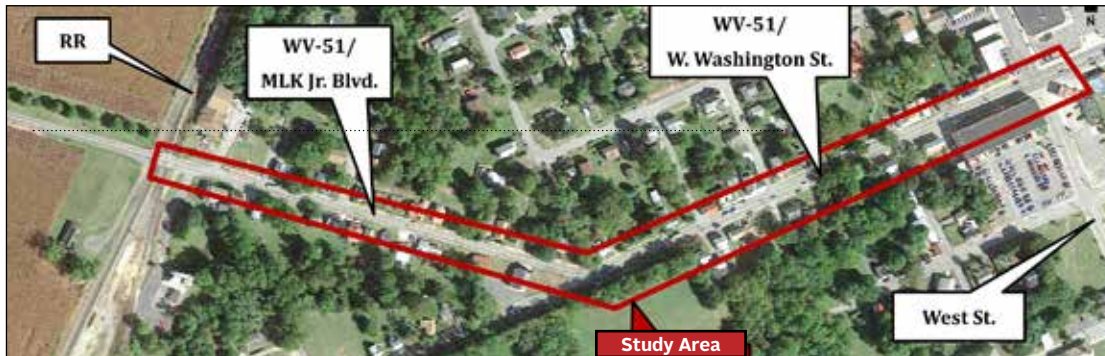 RR
WV-51/
MLK Jr. Blvd.
WV-51/
W. Washington St.
N
West St.
Study Area